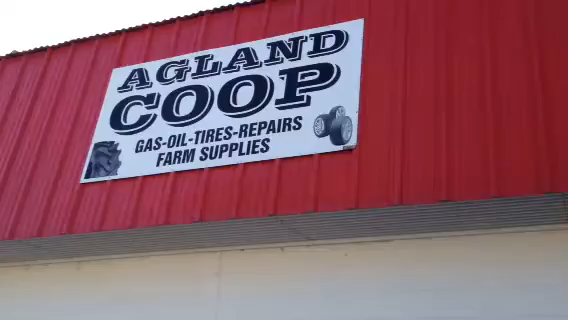 AGLAND
COOP
GAS-OIL-TIRES-REPAIRS
FARM SUPPLIES